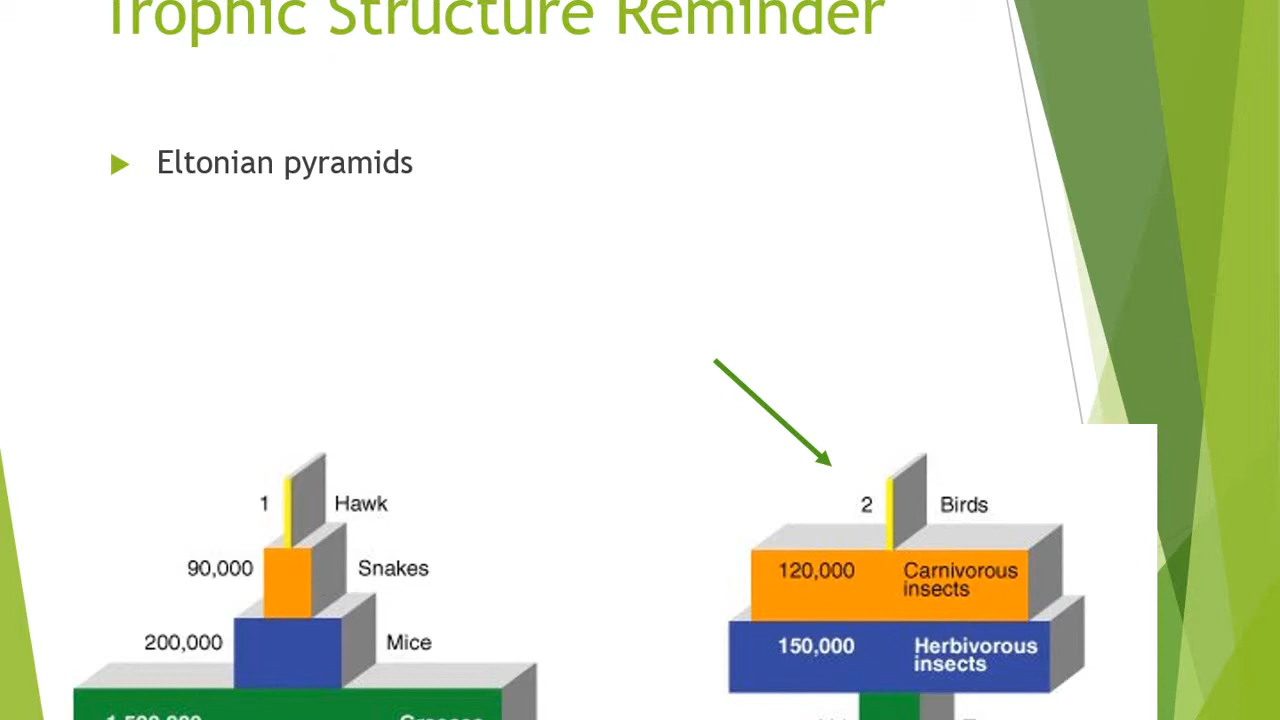 Trophic Structure Reminder
Eltonian pyramids
1 Hawk
90,000 Snakes
200,000 Mice
2 Birds
120,000 Carnivorous
insects
150,000 Herbivorous
insects